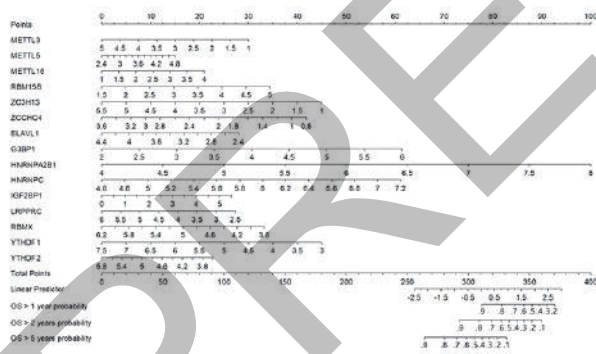 Points 0 10 20 30 40 50 60 70 80 90 100
METTL3
5 4.5 4 3.5 3 2.5 2 1.5 1
METTL5
2.4 3 3.6 4.2 4.8
METTL16
1 1.5 2 2.5 3 3.5 4
RBM15B
1.5 2 2.5 3 3.5 4 4.5 5
ZC3H13
5.5 5 4.5 4 3.5 3 2.5 2 1.5 1
ZCCHC4
3.6 3.2 3 2.8 2.4 2 1.8 1.4 1 0.8
ELAVL1
4.4 4 3.6 3.2 2.8 2.4
G3BP1
2 2.5 3 3.5 4 4.5 5 5.5 6
HNRNPA2B1
4 4.5 5 5.5 6 6.5 7 7.5 8
HNRNPC
4.6 4.8 5 5.2 5.4 5.6 5.8 6 6.2 6.4 6.6 6.8 7 7.2
IGF2BP1
0 1 2 3 4 5
LRPPRC
6 5.5 5 4.5 4 3.5 3 2.5
RBMX
6.2 5.8 5.4 5 4.6 4.2 3.8
YTHDF1
7.5 7 6.5 6 5.5 5 4.5 4 3.5 3
YTHDF2
5.8 5.4 5 4.6 4.2 3.8
Total Points 0 50 100 150 200 250 300 350 400
Linear Predictor
-2.5 -1.5 -0.5 0.5 1.5 2.5
OS > 1 year probability
.9 .8 .7 .6 .5 .4 .3 .2
OS > 2 years probability
.9 .8 .7 .6 .5 .4 .3 .2 .1
OS > 5 years probability
.9 .8 .7 .6 .5 .4 .3 .2 .1